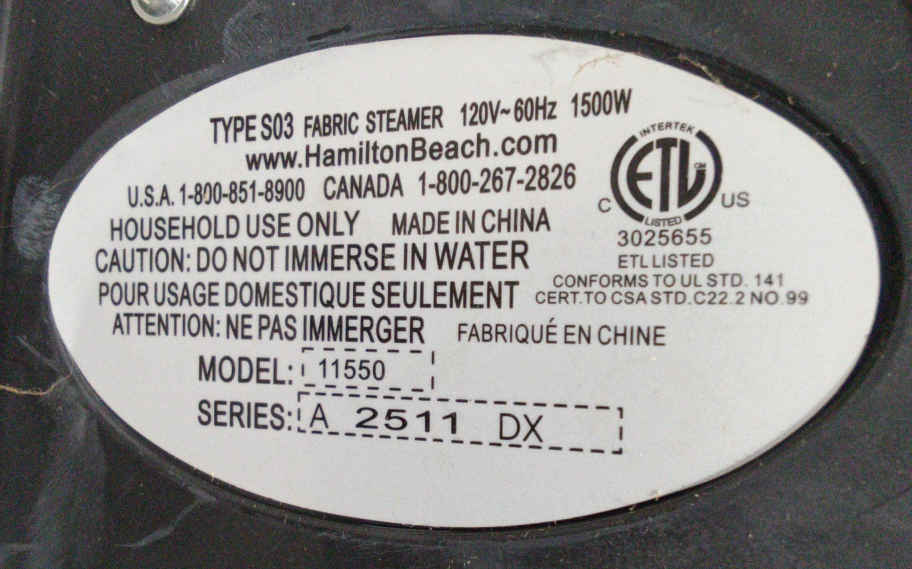 TYPE S03 FABRIC STEAMER 120V~60Hz 1500W
www.HamiltonBeach.com
U.S.A. 1-800-851-8900 CANADA 1-800-267-2826
HOUSEHOLD USE ONLY MADE IN CHINA
CAUTION: DO NOT IMMERSE IN WATER
POUR USAGE DOMESTIQUE SEULEMENT
ATTENTION: NE PAS IMMERGER FABRIQUÉ EN CHINE
MODEL: 11550
SERIES: A 2511 DX
INTERTEK
ETL CM
C US
LISTED
3025655
ETL LISTED
CONFORMS TO UL STD. 141
CERT. TO CSA STD.C22.2 NO.99